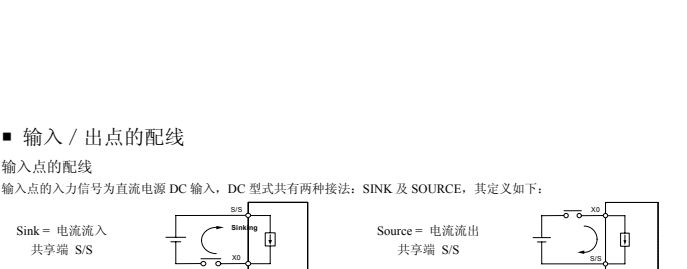 ■ 输入 / 出点的配线
输入点的配线
输入点的入力信号为直流电源 DC 输入，DC 型式共有两种接法：SINK 及 SOURCE，其定义如下：
Sink = 电流流入
共享端 S/S
S/S
Sinking
X0
Source = 电流流出
共享端 S/S
X0
S/S